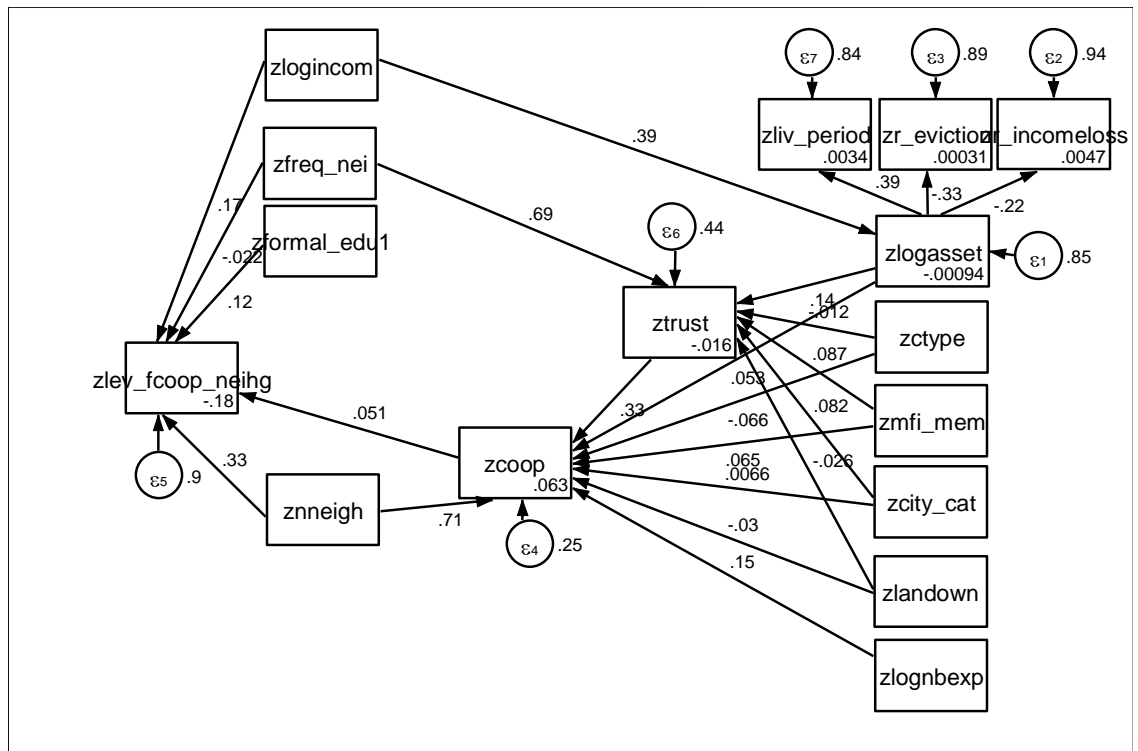 ε7 .84
ε3 .89
ε2 .94
zlogincom
zliv_period
.0034
zr_eviction
.00031
zr_incomeloss
.0047
.39
zfreq_nei
.39
-.33
-.22
.17
.69
zformal_edu1
-.022
ε6 .44
zlogasset
-.00094
ε1 .85
.12
.14
-.012
ztrust
-.016
zctype
zlev_fcoop_neihg
-.18
.087
.053
.051
.33
.082
-.066
zmfi_mem
zcoop
.063
.065
-.026
.0066
ε5 .9
.33
znneigh
.71
zcity_cat
ε4 .25
-.03
.15
zlandown
zlognbexp